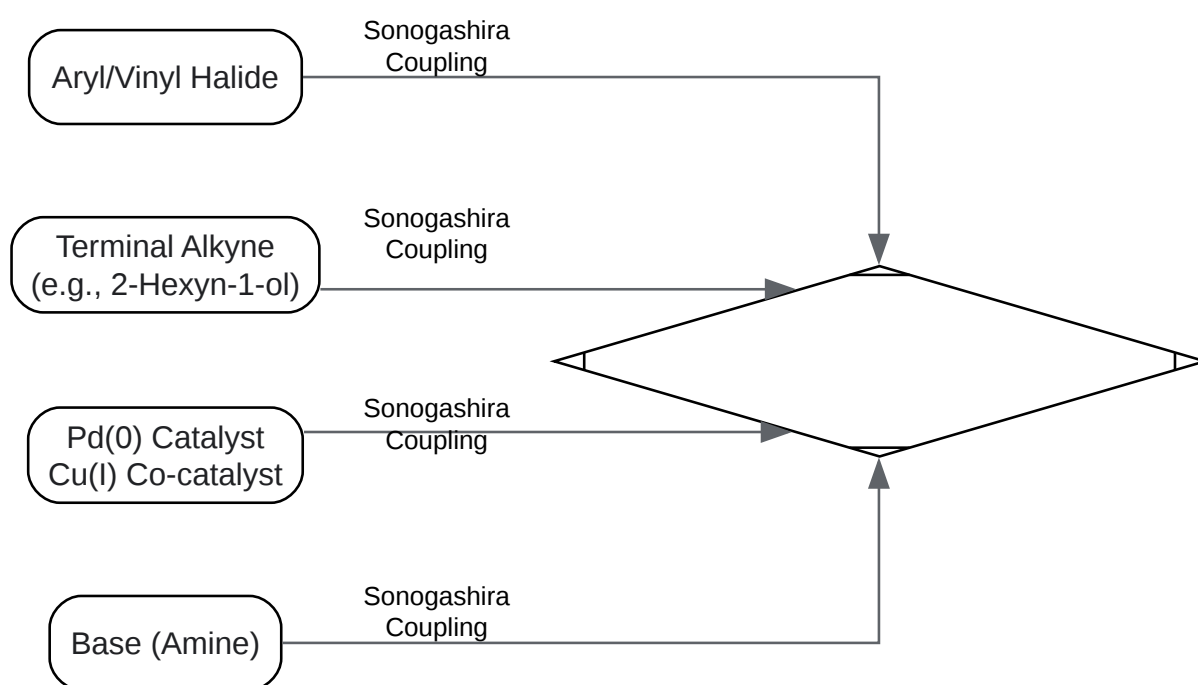 Aryl/Vinyl Halide
Sonogashira
Coupling
Terminal Alkyne
(e.g., 2-Hexyn-1-ol)
Sonogashira
Coupling
Pd(0) Catalyst
Cu(I) Co-catalyst
Sonogashira
Coupling
Base (Amine)
Sonogashira
Coupling